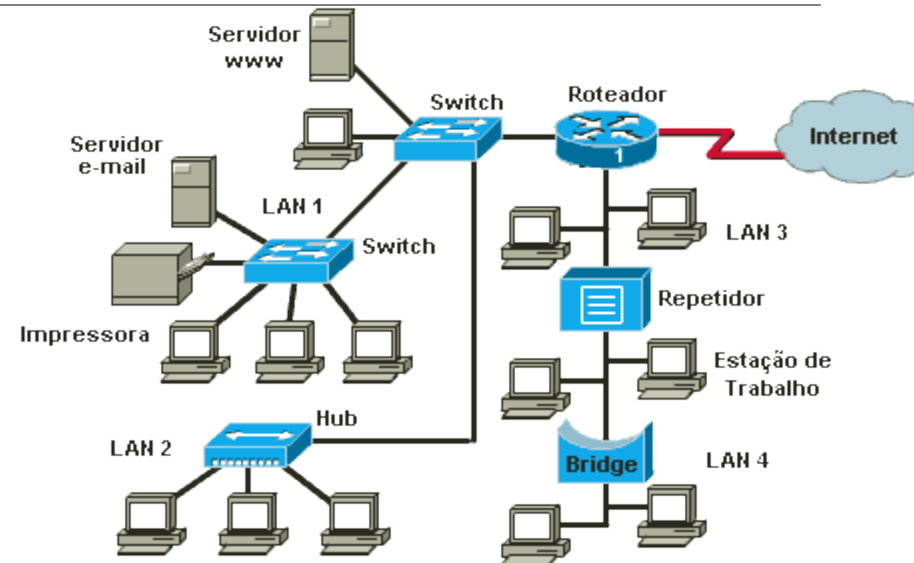 Servidor
www
Switch
Roteador
1
Internet
Servidor
e-mail
LAN 1
Switch
LAN 3
Impressora
Repetidor
Estação de
Trabalho
LAN 2
Hub
Bridge
LAN 4